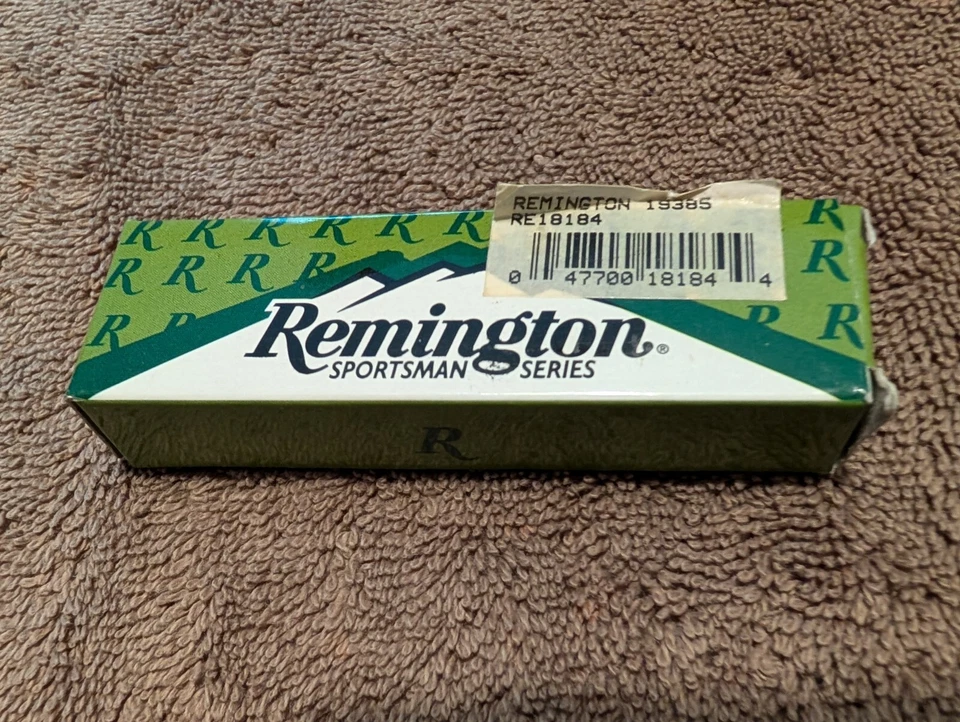 REMINGTON 19385
RE18184
0 47700 18184 4
R R R R R R R
R R R R R
R R R R
Remington®
SPORTSMAN SERIES
R